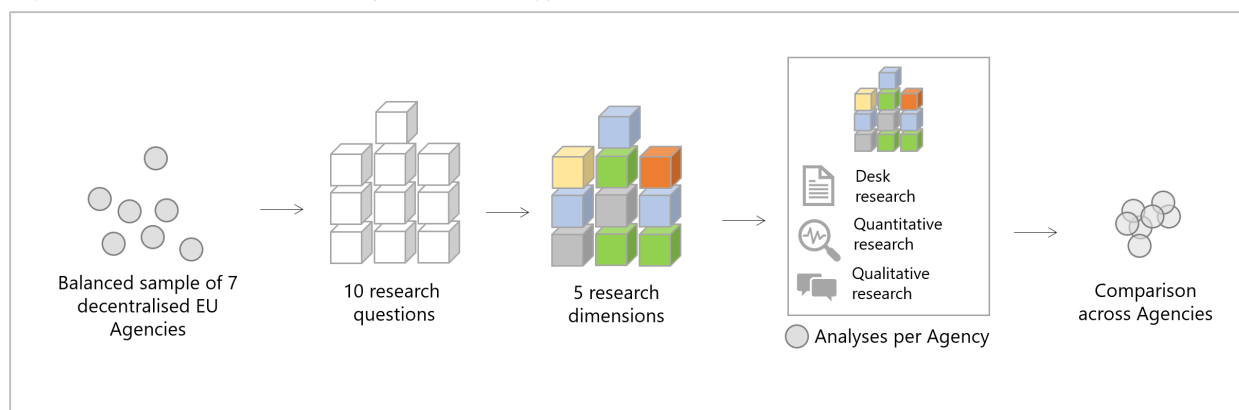 Balanced sample of 7
decentralised EU
Agencies
10 research
questions
5 research
dimensions
Desk
research
Quantitative
research
Qualitative
research
Analyses per Agency
Comparison
across Agencies